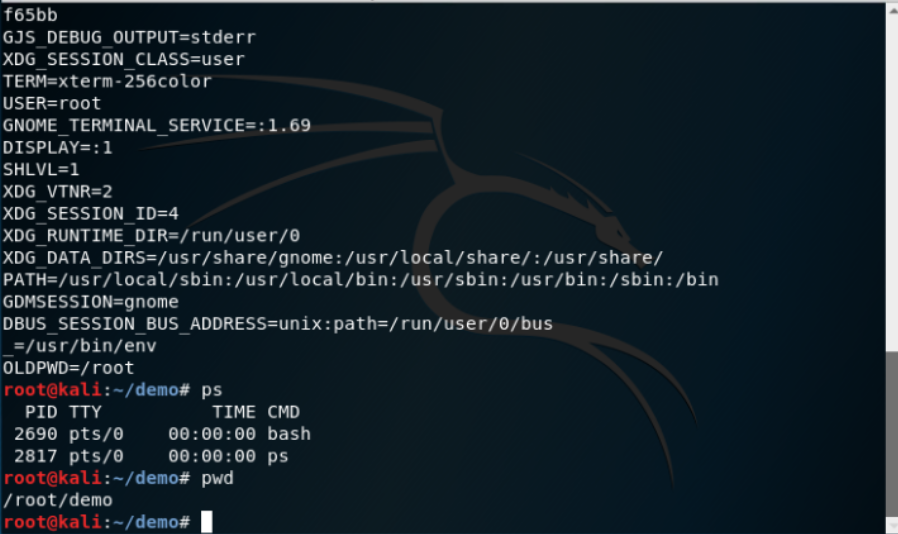 f65bb
GJS_DEBUG_OUTPUT=stderr
XDG_SESSION_CLASS=user
TERM=xterm-256color
USER=root
GNOME_TERMINAL_SERVICE=:1.69
DISPLAY=:1
SHLVL=1
XDG_VTNR=2
XDG_SESSION_ID=4
XDG_RUNTIME_DIR=/run/user/0
XDG_DATA_DIRS=/usr/share/gnome:/usr/local/share/:/usr/share/
PATH=/usr/local/sbin:/usr/local/bin:/usr/sbin:/usr/bin:/sbin:/bin
GDMSESSION=gnome
DBUS_SESSION_BUS_ADDRESS=unix:path=/run/user/0/bus
_=/usr/bin/env
OLDPWD=/root
root@kali:~/demo# ps
  PID TTY          TIME CMD
 2690 pts/0    00:00:00 bash
 2817 pts/0    00:00:00 ps
root@kali:~/demo# pwd
/root/demo
root@kali:~/demo#